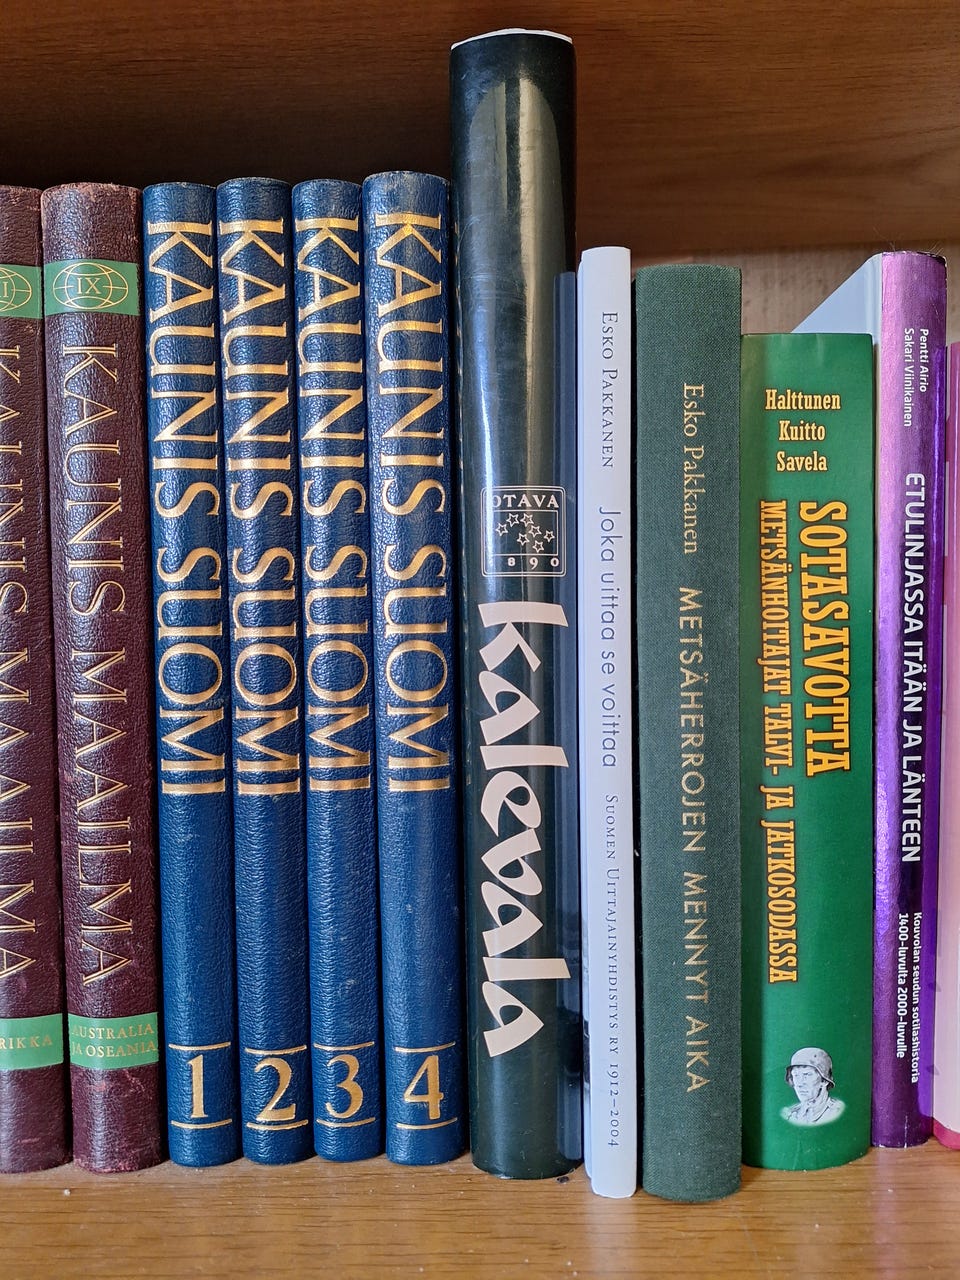 KAUNIS MAAILMA
RIKKA
IX
KAUNIS MAAILMA
AUSTRALIA
JA OSEANIA
KAUNIS SUOMI
1
KAUNIS SUOMI
2
KAUNIS SUOMI
3
KAUNIS SUOMI
4
OTAVA
1890
Kalevala
Esko Pakkanen Joka uittaa se voittaa Suomen Uittajainyhdistys ry 1912–2004
Esko Pakkanen METSÄHERROJEN MENNYT AIKA
Halttunen
Kuitto
Savela
SOTASAVOTTA
METSÄNHOITAJAT TALVI- JA JATKOSODASSA
Pentti Airio
Sakari Viinikainen
ETULINJASSA ITÄÄN JA LÄNTEEN
Kouvolan seudun sotilashistoria
1400-luvulta 2000-luvulle